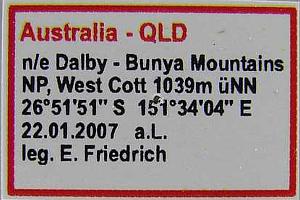 Australia - QLD
n/e Dalby - Bunya Mountains
NP, West Cott 1039m üNN
26°51'51" S 151°34'04" E
22.01.2007 a.L.
leg. E. Friedrich